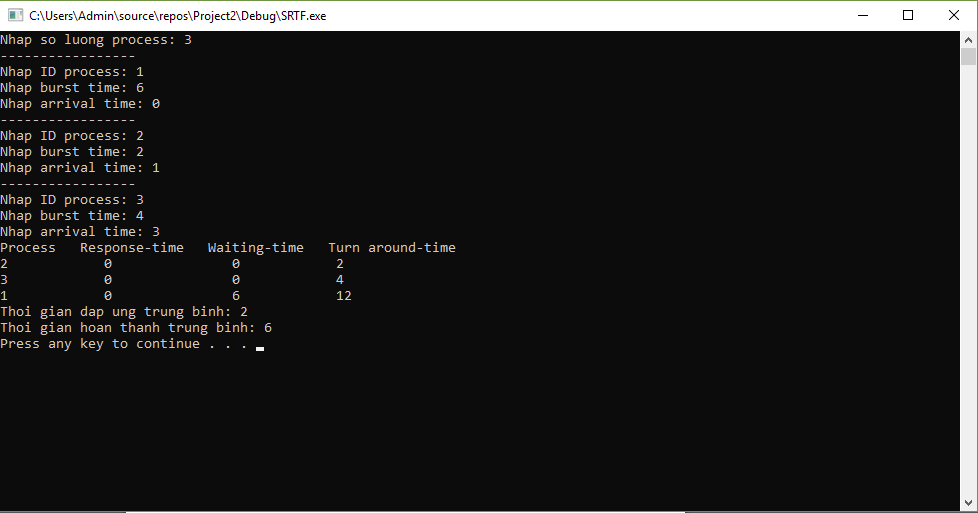 C:\Users\Admin\source\repos\Project2\Debug\SRTF.exe
Nhap so luong process: 3
-----------------
Nhap ID process: 1
Nhap burst time: 6
Nhap arrival time: 0
-----------------
Nhap ID process: 2
Nhap burst time: 2
Nhap arrival time: 1
-----------------
Nhap ID process: 3
Nhap burst time: 4
Nhap arrival time: 3
Process   Response-time   Waiting-time   Turn around-time
2            0               0            2
3            0               0            4
1            0               6            12
Thoi gian dap ung trung binh: 2
Thoi gian hoan thanh trung binh: 6
Press any key to continue . . .